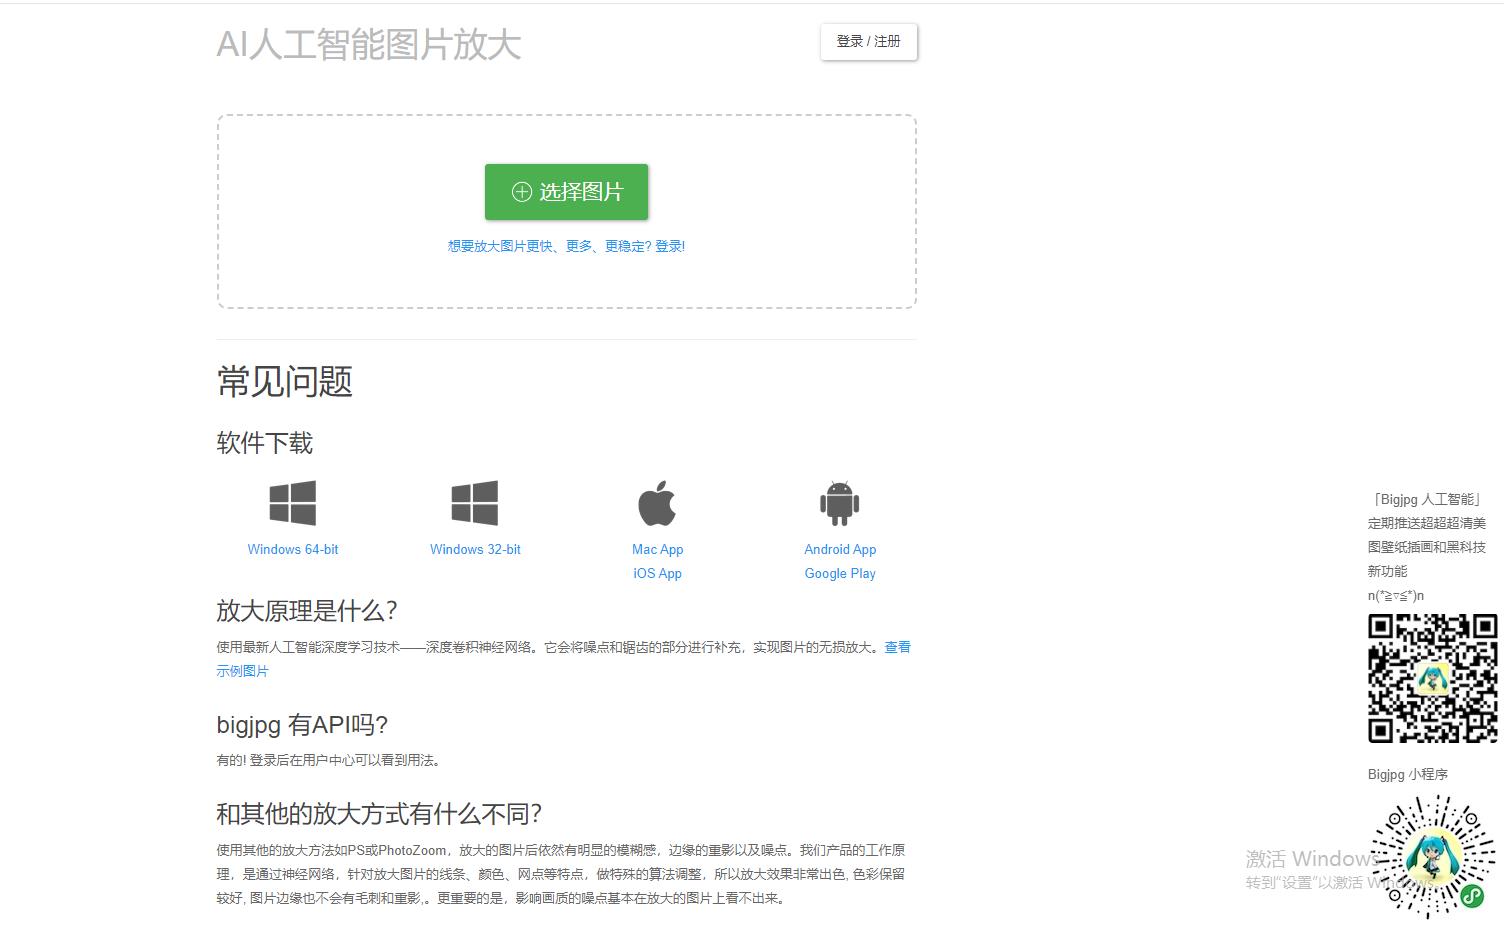 AI人工智能图片放大
登录 / 注册
选择图片
想要放大图片更快、更多、更稳定? 登录!
常见问题
软件下载
Windows 64-bit
Windows 32-bit
Mac App
iOS App
Android App
Google Play
放大原理是什么?
使用最新人工智能深度学习技术——深度卷积神经网络。它会将噪点和锯齿的部分进行补充，实现图片的无损放大。查看
示例图片
bigjpg 有API吗?
有的! 登录后在用户中心可以看到用法。
和其他的放大方式有什么不同?
使用其他的放大方法如PS或PhotoZoom，放大的图片后依然有明显的模糊感，边缘的重影以及噪点。我们产品的工作原
理，是通过神经网络，针对放大图片的线条、颜色、网点等特点，做特殊的算法调整，所以放大效果非常出色, 色彩保留
较好, 图片边缘也不会有毛刺和重影,。更重要的是，影响画质的噪点基本在放大的图片上看不出来。
「Bigjpg 人工智能」
定期推送超超超清美
图壁纸插画和黑科技
新功能
n(*≧▽≦*)n
Bigjpg 小程序
激活 Windows
转到"设置"以激活 Windows。